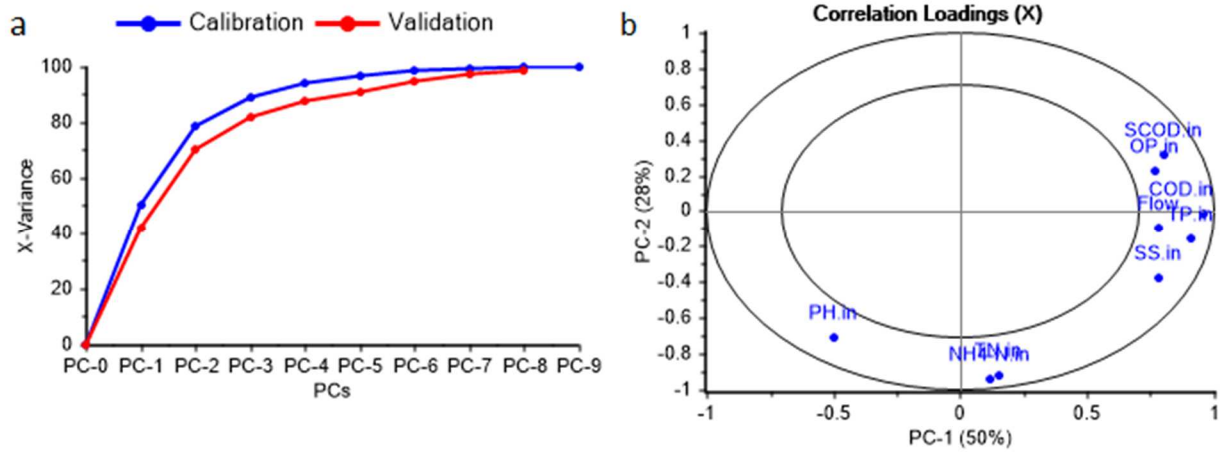 a
Calibration
Validation
100
80
60
40
20
0
X-Variance
PC-0 PC-1 PC-2 PC-3 PC-4 PC-5 PC-6 PC-7 PC-8 PC-9
PCs
b
Correlation Loadings (X)
1
0.8
0.6
0.4
0.2
0
-0.2
-0.4
-0.6
-0.8
-1
PC-2 (28%)
SCOD.in
OP.in
COD.in
Flow
TP.in
SS.in
PH.in
TN.in
NH4-N.in
-1 -0.5 0 0.5 1
PC-1 (50%)